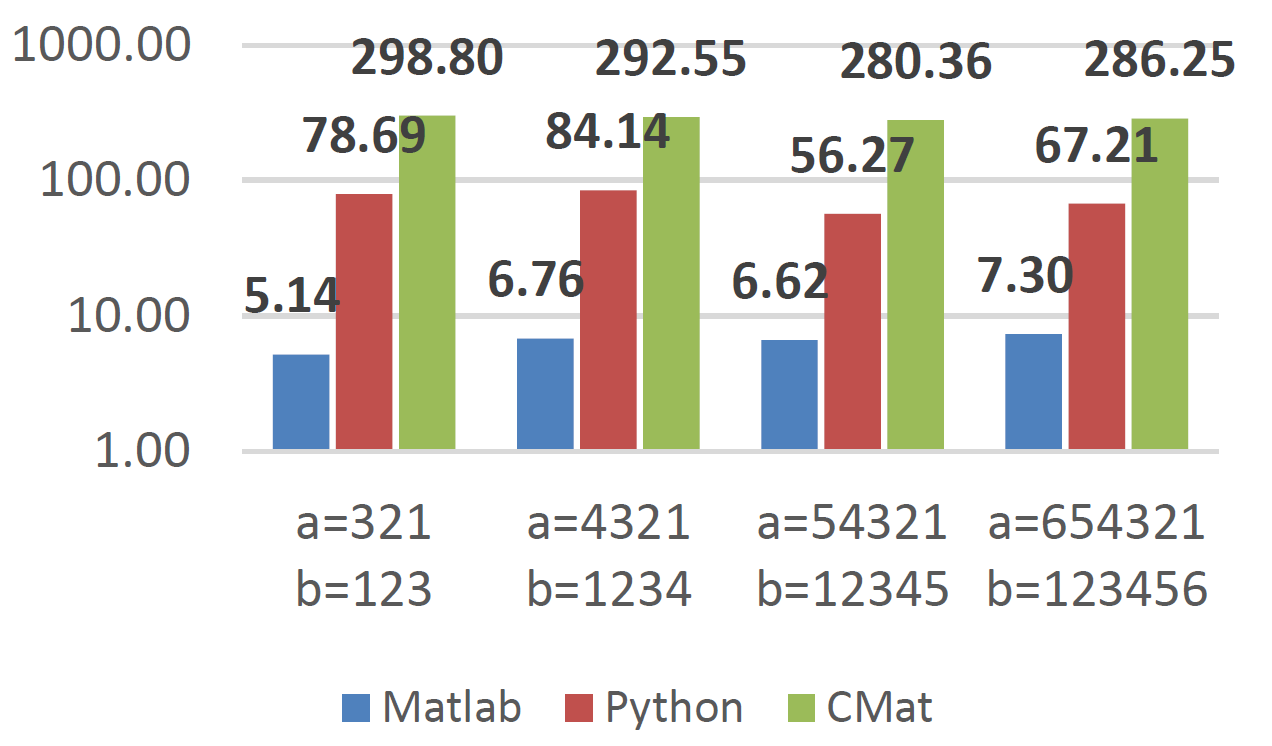 1000.00
100.00
10.00
1.00
298.80
292.55
280.36
286.25
78.69
84.14
56.27
67.21
5.14
6.76
6.62
7.30
a=321
b=123
a=4321
b=1234
a=54321
b=12345
a=654321
b=123456
Matlab
Python
CMat